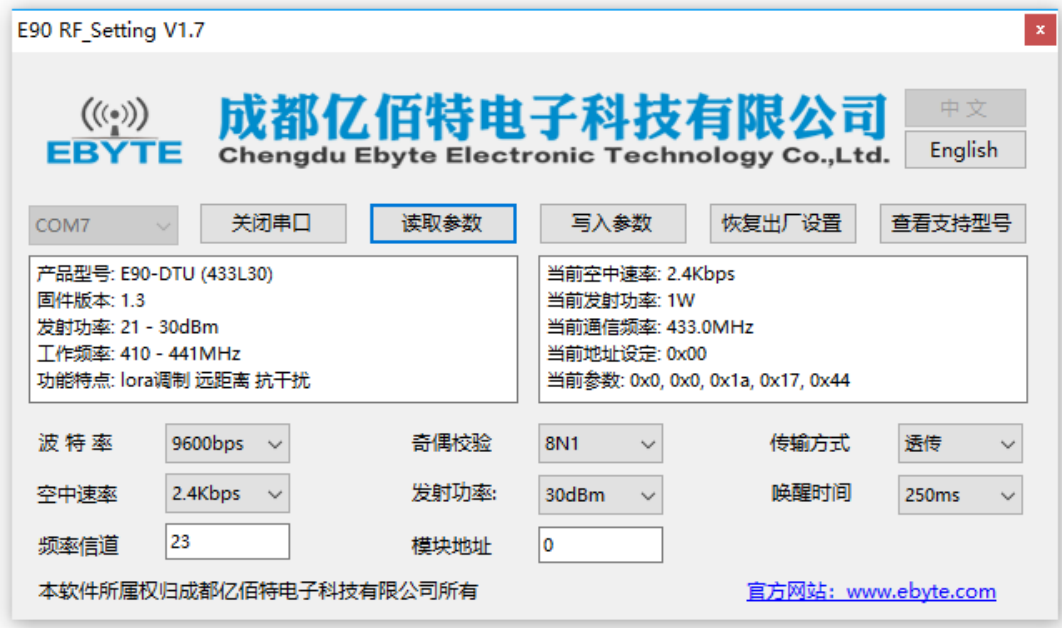 E90 RF_Setting V1.7
x
EBYTE
成都亿佰特电子科技有限公司
Chengdu Ebyte Electronic Technology Co.,Ltd.
中 文
English
COM7
关闭串口
读取参数
写入参数
恢复出厂设置
查看支持型号
产品型号: E90-DTU (433L30)
固件版本: 1.3
发射功率: 21 - 30dBm
工作频率: 410 - 441MHz
功能特点: lora调制 远距离 抗干扰
当前空中速率: 2.4Kbps
当前发射功率: 1W
当前通信频率: 433.0MHz
当前地址设定: 0x00
当前参数: 0x0, 0x0, 0x1a, 0x17, 0x44
波 特 率 9600bps 奇偶校验 8N1 传输方式 透传
空中速率 2.4Kbps 发射功率: 30dBm 唤醒时间 250ms
频率信道 23 模块地址 0
本软件所属权归成都亿佰特电子科技有限公司所有
官方网站：www.ebyte.com